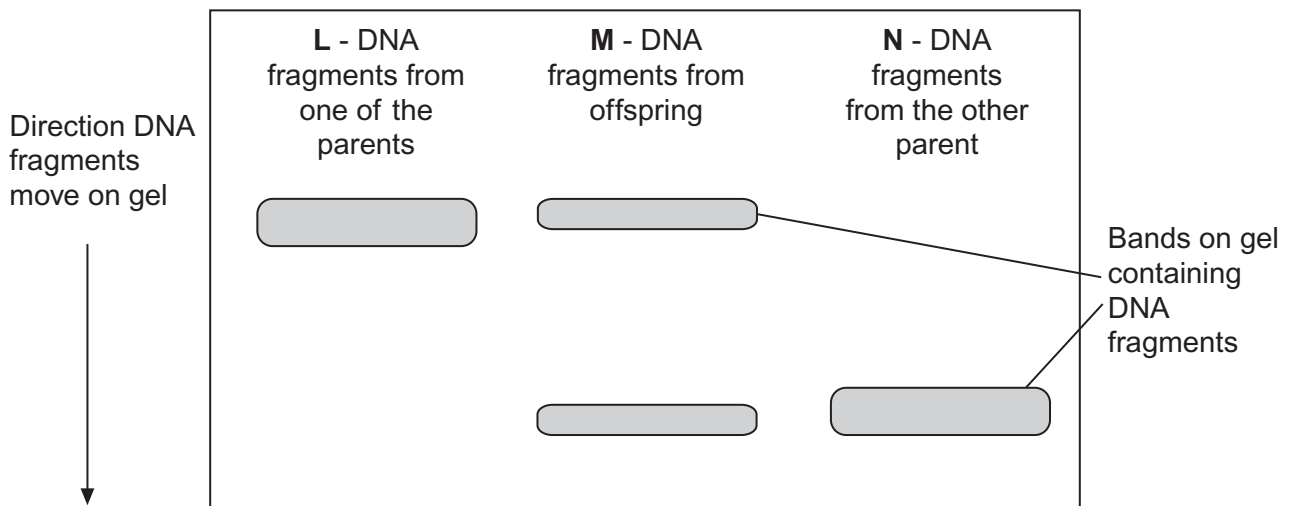 L - DNA
fragments from
one of the
parents
M - DNA
fragments from
offspring
N - DNA
fragments
from the other
parent
Direction DNA
fragments
move on gel
Bands on gel
containing
DNA
fragments